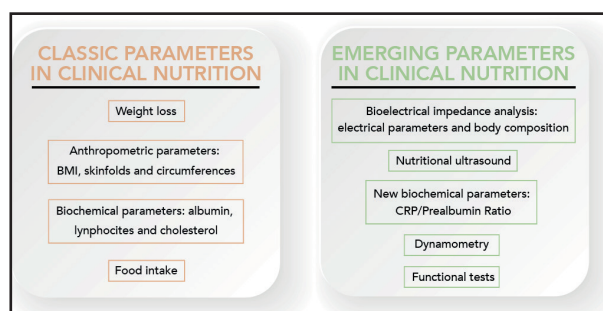 CLASSIC PARAMETERS
IN CLINICAL NUTRITION
Weight loss
Anthropometric parameters:
BMI, skinfolds and circumferences
Biochemical parameters: albumin,
lymphocites and cholesterol
Food intake
EMERGING PARAMETERS
IN CLINICAL NUTRITION
Bioelectrical impedance analysis:
electrical parameters and body composition
Nutritional ultrasound
New biochemical parameters:
CRP/Prealbumin Ratio
Dynamometry
Functional tests